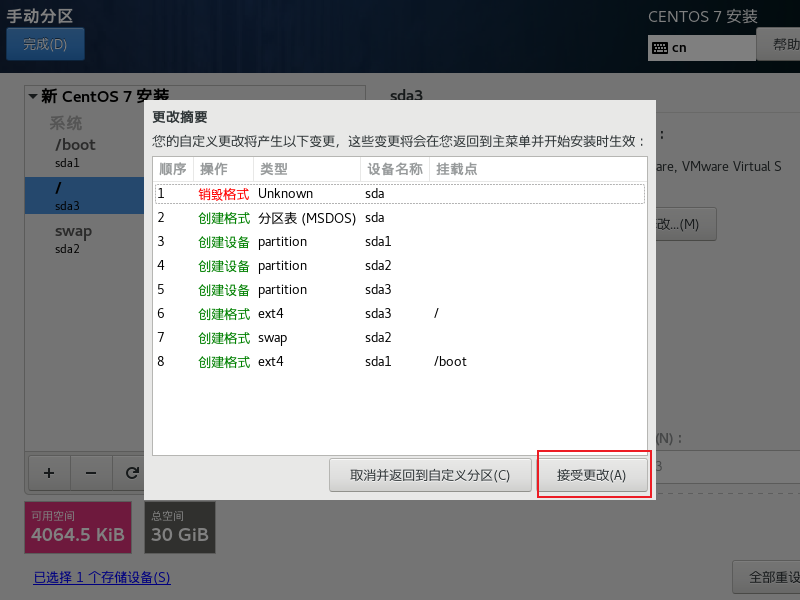 手动分区
CENTOS 7 安装
完成(D)
cn
帮助
新 CentOS 7 安装
sda3
系统
/boot
sda1
/
sda3
swap
sda2
更改摘要
您的自定义更改将产生以下变更，这些变更将会在您返回到主菜单并开始安装时生效：
顺序 操作 类型 设备名称 挂载点
1 销毁格式 Unknown sda
2 创建格式 分区表 (MSDOS) sda
3 创建设备 partition sda1
4 创建设备 partition sda2
5 创建设备 partition sda3
6 创建格式 ext4 sda3 /
7 创建格式 swap sda2
8 创建格式 ext4 sda1 /boot
取消并返回到自定义分区(C)
接受更改(A)
:
are, VMware Virtual S
改...(M)
(N)：
3
+ −
可用空间
4064.5 KiB
总空间
30 GiB
已选择 1 个存储设备(S)
全部重设